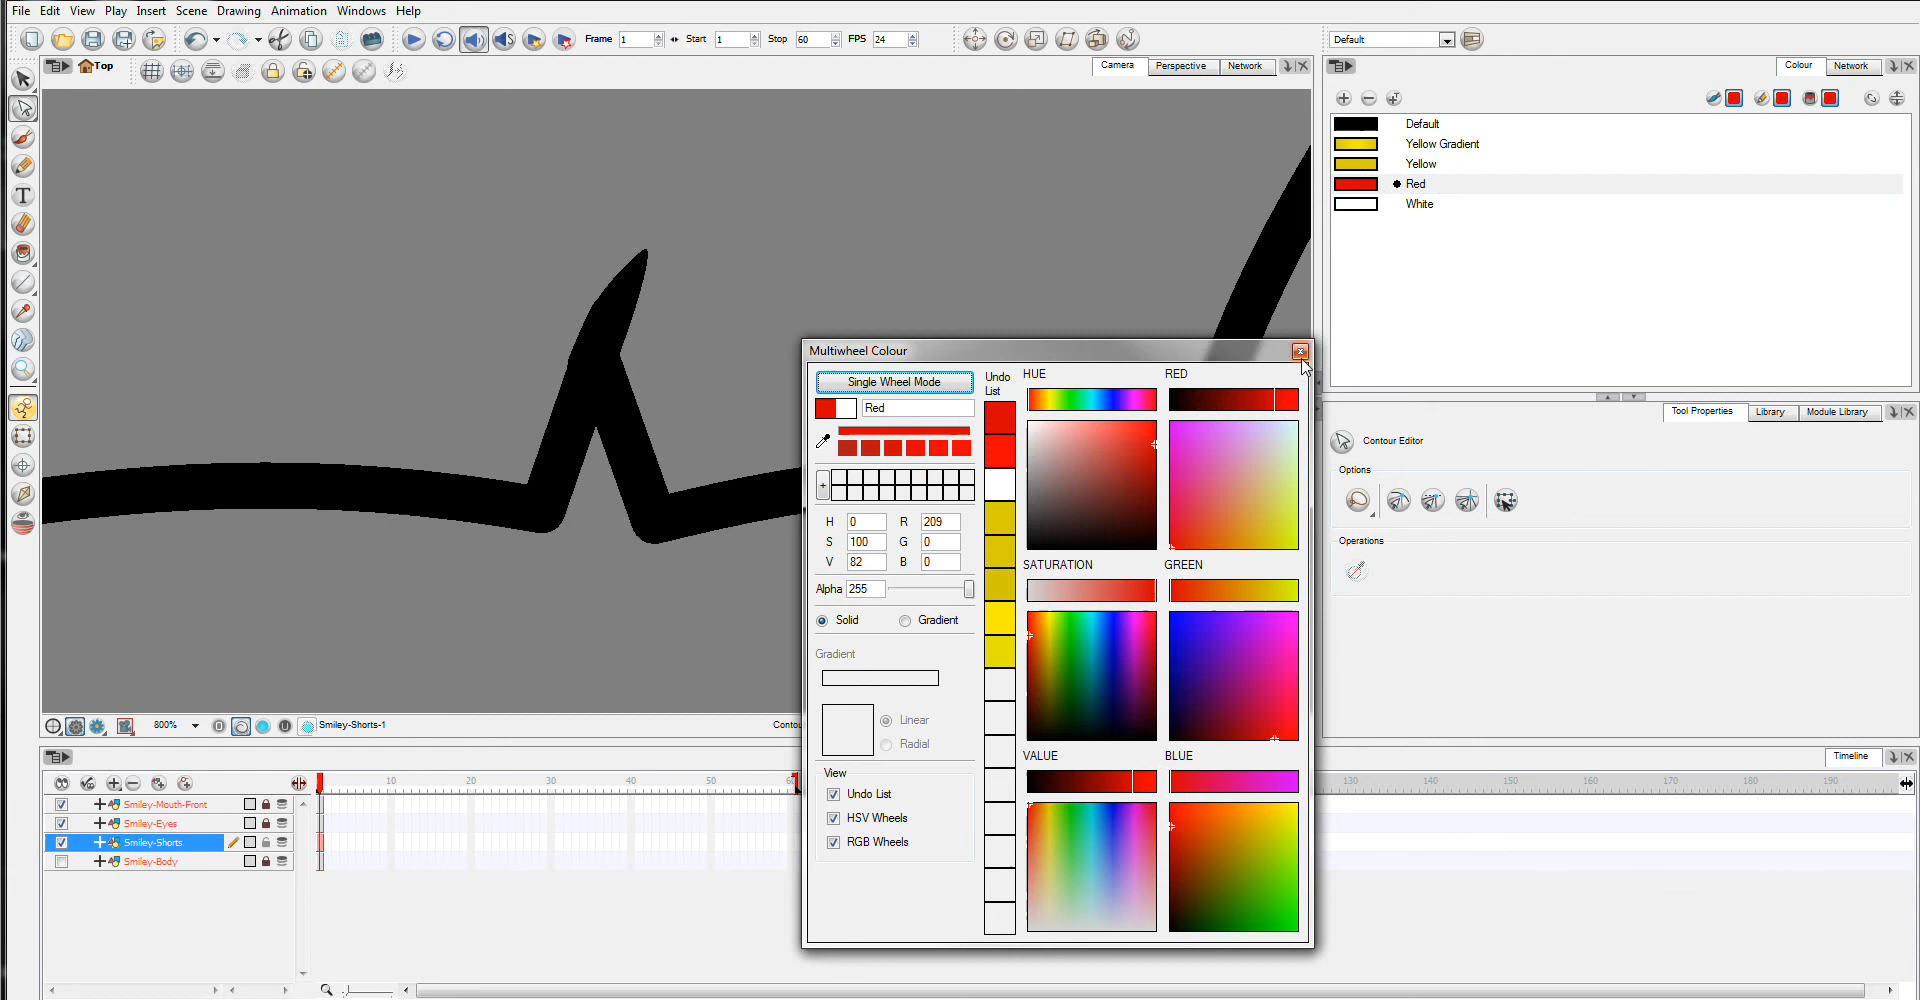 File Edit View Play Insert Scene Drawing Animation Windows Help
Frame 1 Start 1 Stop 60 FPS 24 Default
Top Camera Perspective Network Colour Network
Default
Yellow Gradient
Yellow
Red
White
Multiwheel Colour
Single Wheel Mode
Undo
List
HUE
RED
Red
H 0 R 209
S 100 G 0
V 82 B 0
Alpha 255
Solid Gradient
Gradient
Linear
Radial
View
Undo List
HSV Wheels
RGB Wheels
SATURATION
GREEN
VALUE
BLUE
Tool Properties Library Module Library
Contour Editor
Options
Operations
800% Smiley-Shorts-1 Contou
Timeline
10 20 30 40 50 60 130 140 150 160 170 180 190
Smiley-Mouth-Front
Smiley-Eyes
Smiley-Shorts
Smiley-Body